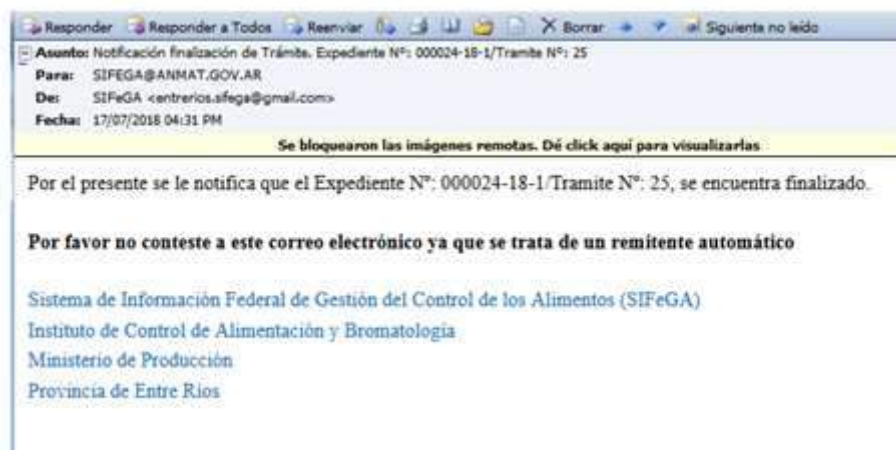 Responder Responder a Todos Reenviar Borrar Siguiente no leído
Asunto: Notificación finalización de Trámite. Expediente Nº: 000024-18-1/Tramite Nº: 25
Para: SIFEGA@ANMAT.GOV.AR
De: SIFeGA <entrerios.sifega@gmail.com>
Fecha: 17/07/2018 04:31 PM
Se bloquearon las imágenes remotas. Dé click aquí para visualizarlas
Por el presente se le notifica que el Expediente Nº: 000024-18-1/Tramite Nº: 25, se encuentra finalizado.
Por favor no conteste a este correo electrónico ya que se trata de un remitente automático
Sistema de Información Federal de Gestión del Control de los Alimentos (SIFeGA)
Instituto de Control de Alimentación y Bromatología
Ministerio de Producción
Provincia de Entre Ríos